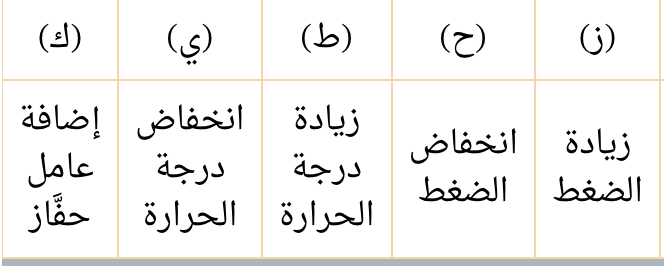 (ز) (ح) (ط) (ي) (ك)
زيادة
الضغط
انخفاض
الضغط
زيادة
درجة
الحرارة
انخفاض
درجة
الحرارة
إضافة
عامل
حفَّاز